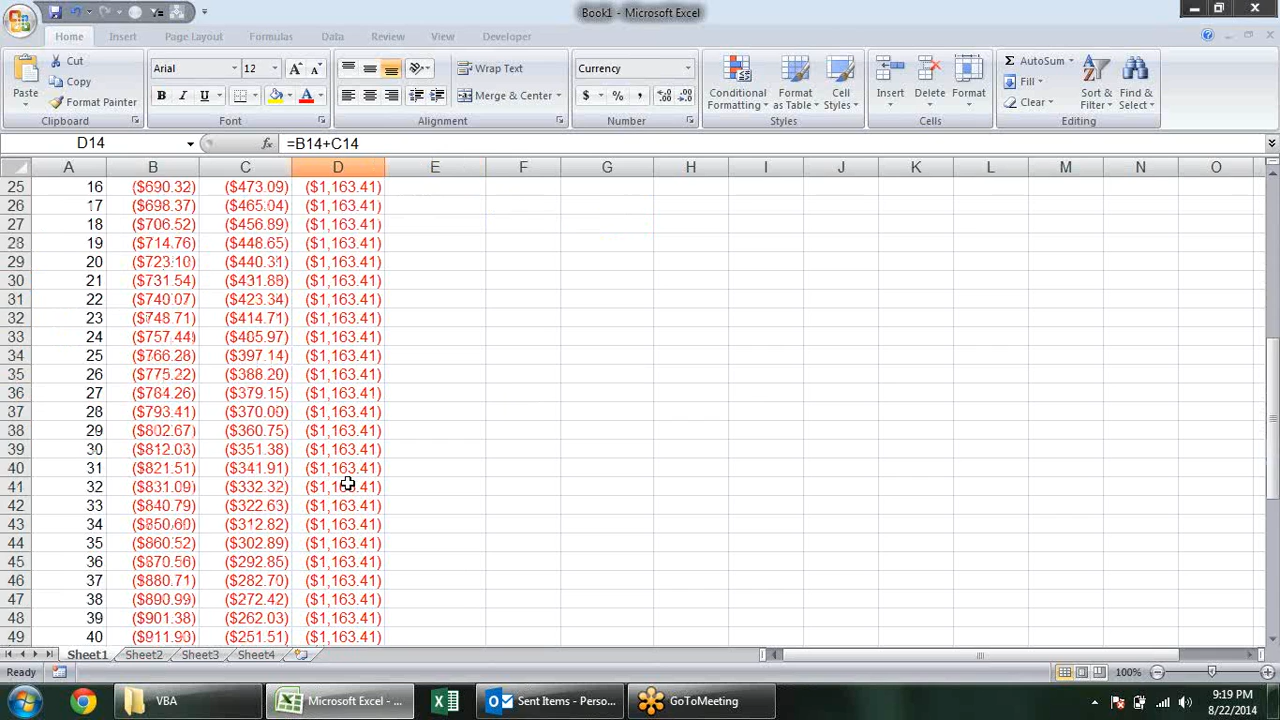 Book1 - Microsoft Excel
Home Insert Page Layout Formulas Data Review View Developer
Paste Cut Copy Format Painter Clipboard
Arial 12 B I U Font
Wrap Text Merge & Center Alignment
Currency $ % , Number
Conditional Formatting Format as Table Cell Styles Styles
Insert Delete Format Cells
AutoSum Fill Clear Sort & Filter Find & Select Editing
D14 fx =B14+C14
A B C D E F G H I J K L M N O
25 16 ($690.32) ($473.09) ($1,163.41)
26 17 ($698.37) ($465.04) ($1,163.41)
27 18 ($706.52) ($456.89) ($1,163.41)
28 19 ($714.76) ($448.65) ($1,163.41)
29 20 ($723.10) ($440.31) ($1,163.41)
30 21 ($731.54) ($431.88) ($1,163.41)
31 22 ($740.07) ($423.34) ($1,163.41)
32 23 ($748.71) ($414.71) ($1,163.41)
33 24 ($757.44) ($405.97) ($1,163.41)
34 25 ($766.28) ($397.14) ($1,163.41)
35 26 ($775.22) ($388.20) ($1,163.41)
36 27 ($784.26) ($379.15) ($1,163.41)
37 28 ($793.41) ($370.00) ($1,163.41)
38 29 ($802.67) ($360.75) ($1,163.41)
39 30 ($812.03) ($351.38) ($1,163.41)
40 31 ($821.51) ($341.91) ($1,163.41)
41 32 ($831.09) ($332.32) ($1,163.41)
42 33 ($840.79) ($322.63) ($1,163.41)
43 34 ($850.60) ($312.82) ($1,163.41)
44 35 ($860.52) ($302.89) ($1,163.41)
45 36 ($870.56) ($292.85) ($1,163.41)
46 37 ($880.71) ($282.70) ($1,163.41)
47 38 ($890.99) ($272.42) ($1,163.41)
48 39 ($901.38) ($262.03) ($1,163.41)
49 40 ($911.90) ($251.51) ($1,163.41)
Sheet1 Sheet2 Sheet3 Sheet4
Ready 100%
VBA Microsoft Excel - ... Sent Items - Perso... GoToMeeting 9:19 PM
8/22/2014